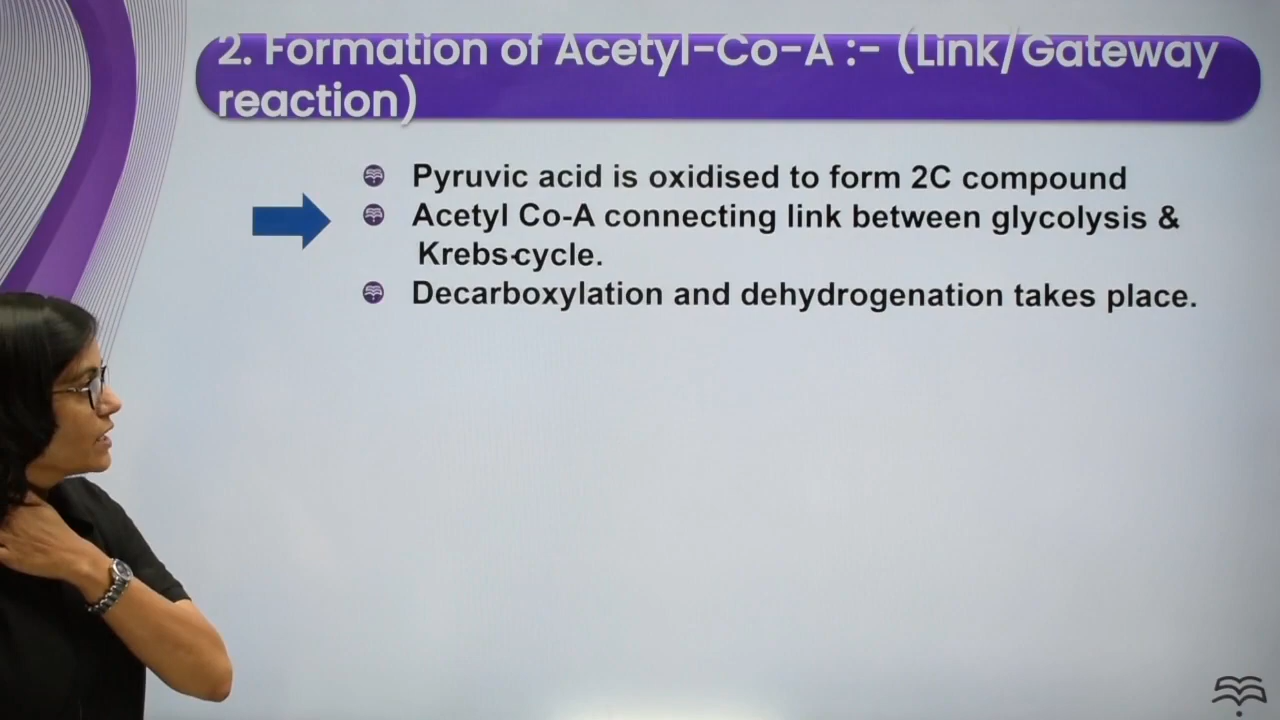 2. Formation of Acetyl-Co-A :- (Link/Gateway
reaction)
Pyruvic acid is oxidised to form 2C compound
Acetyl Co-A connecting link between glycolysis &
Krebs-cycle.
Decarboxylation and dehydrogenation takes place.